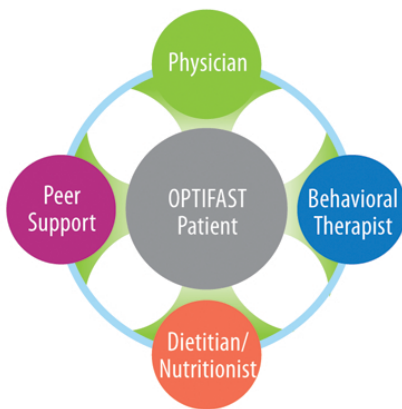 Physician
Peer
Support
OPTIFAST
Patient
Behavioral
Therapist
Dietitian/
Nutritionist